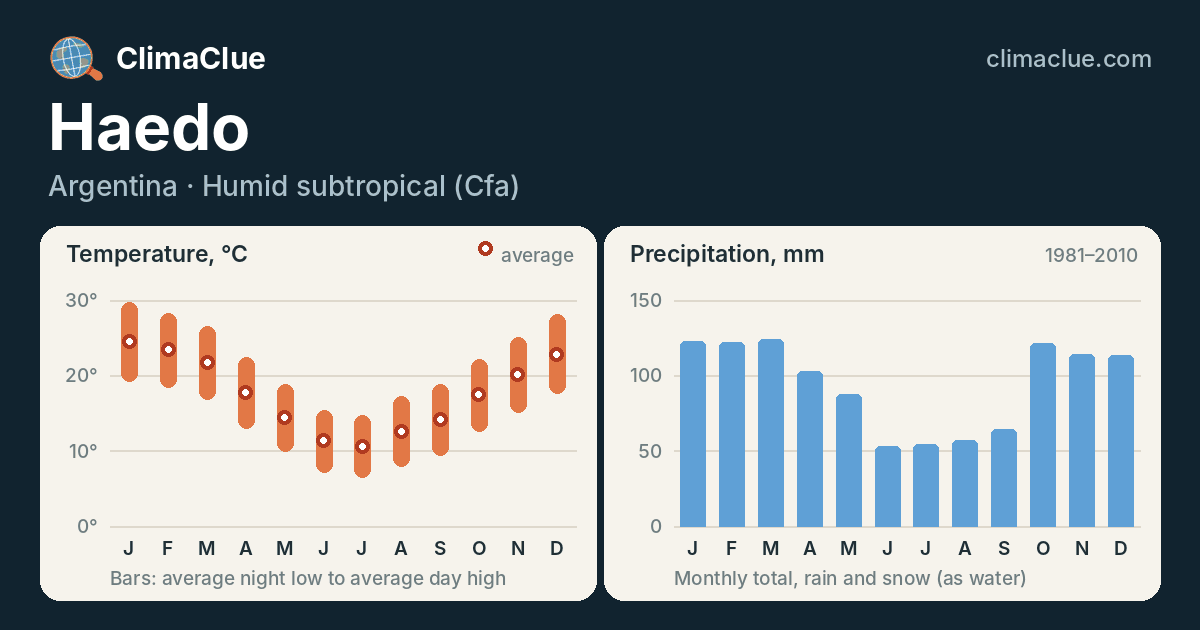 ClimaClue
climaclue.com
Haedo
Argentina · Humid subtropical (Cfa)
Temperature, °C
average
30°
20°
10°
0°
J F M A M J J A S O N D
Bars: average night low to average day high
Precipitation, mm
1981–2010
150
100
50
0
J F M A M J J A S O N D
Monthly total, rain and snow (as water)